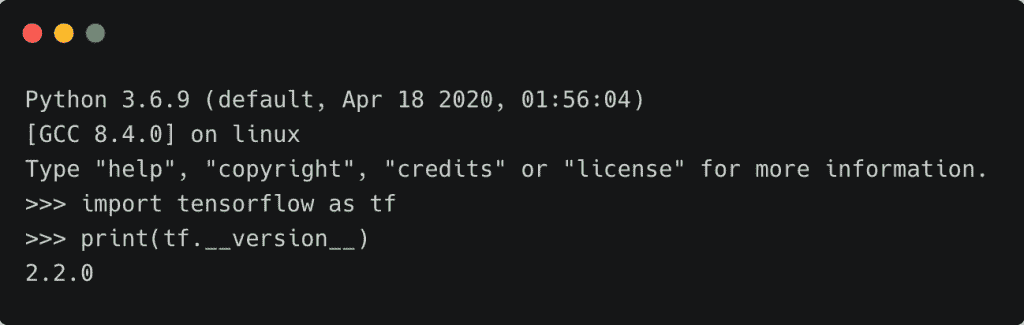 Python 3.6.9 (default, Apr 18 2020, 01:56:04)
[GCC 8.4.0] on linux
Type "help", "copyright", "credits" or "license" for more information.
>>> import tensorflow as tf
>>> print(tf.__version__)
2.2.0